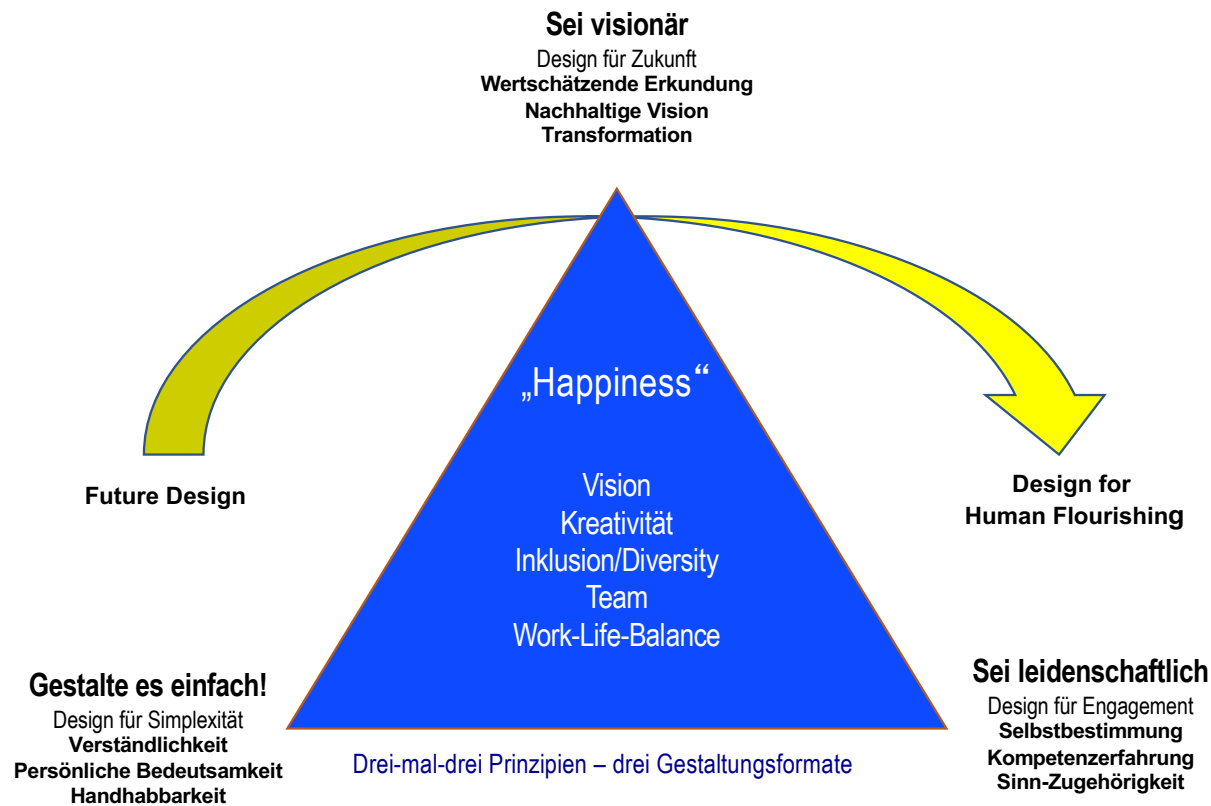 Sei visionär
Design für Zukunft
Wertschätzende Erkundung
Nachhaltige Vision
Transformation
„Happiness“
Vision
Kreativität
Inklusion/Diversity
Team
Work-Life-Balance
Future Design
Design for
Human Flourishing
Gestalte es einfach!
Design für Simplexität
Verständlichkeit
Persönliche Bedeutsamkeit
Handhabbarkeit
Drei-mal-drei Prinzipien – drei Gestaltungsformate
Sei leidenschaftlich
Design für Engagement
Selbstbestimmung
Kompetenzerfahrung
Sinn-Zugehörigkeit